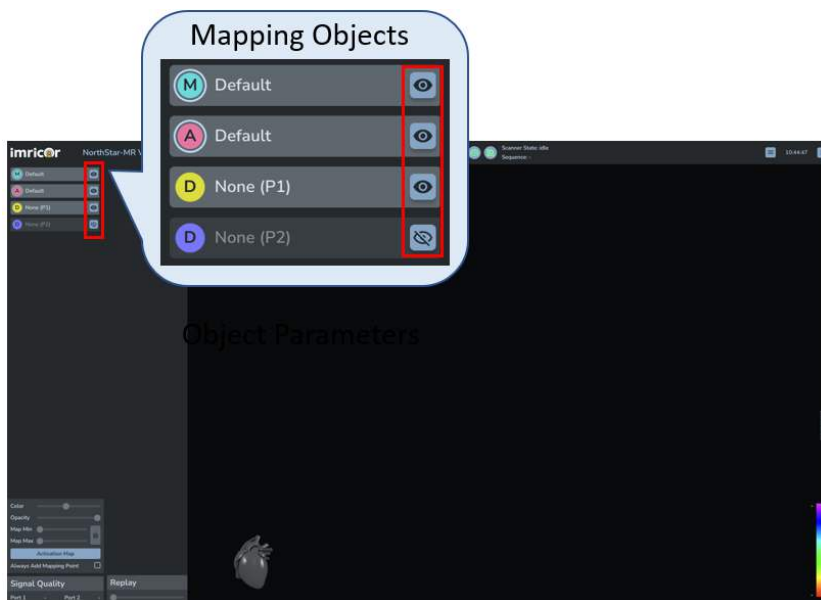 Mapping Objects
M Default
A Default
D None (P1)
D None (P2)
imricor
NorthStar-MR
Scanner State: idle
Sequence: -
10:44:47
M Default
A Default
D None (P1)
D None (P2)
Object Parameters
Color
Opacity
Map Min
Map Max
Activation Map
Always Add Mapping Point
Signal Quality
Replay
Port 1 - Port 2 -